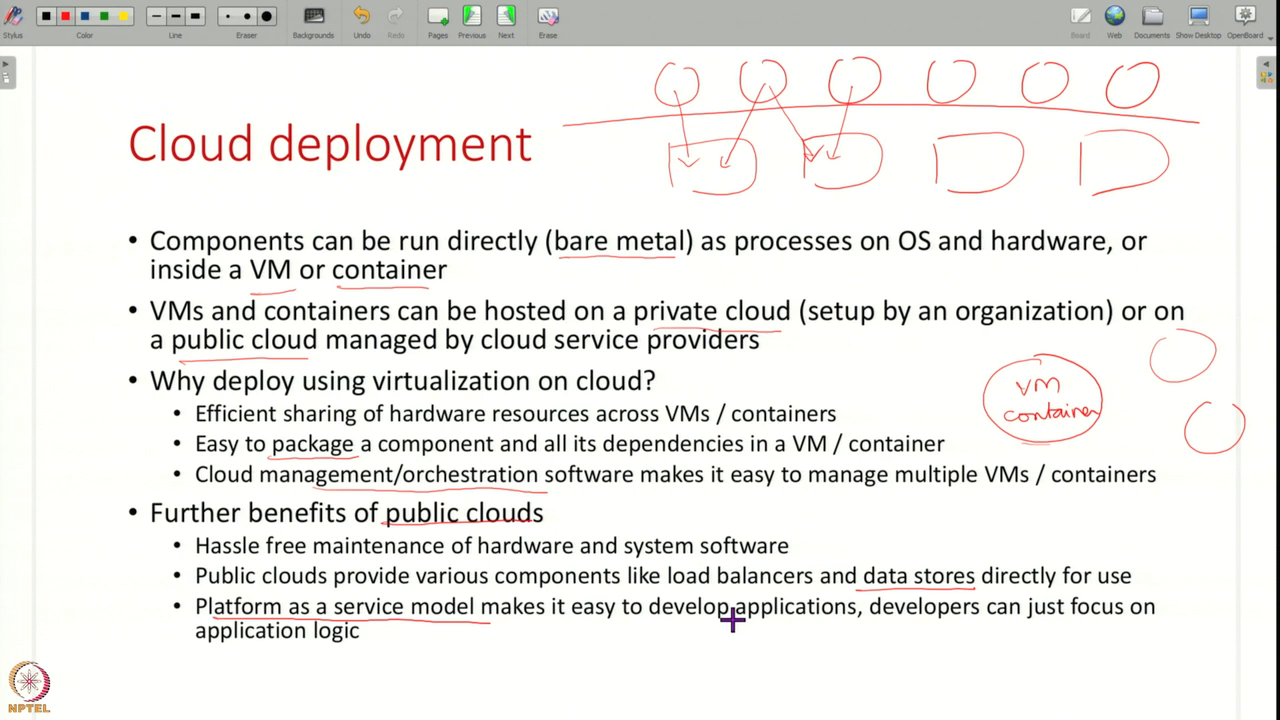 Stylus
Color
Line
Eraser
Backgrounds
Undo
Redo
Pages
Previous
Next
Erase
Board
Web
Documents
Show Desktop
OpenBoard
Cloud deployment
• Components can be run directly (bare metal) as processes on OS and hardware, or
inside a VM or container
• VMs and containers can be hosted on a private cloud (setup by an organization) or on
a public cloud managed by cloud service providers
• Why deploy using virtualization on cloud?
VM
container
• Efficient sharing of hardware resources across VMs / containers
• Easy to package a component and all its dependencies in a VM / container
• Cloud management/orchestration software makes it easy to manage multiple VMs / containers
• Further benefits of public clouds
• Hassle free maintenance of hardware and system software
• Public clouds provide various components like load balancers and data stores directly for use
• Platform as a service model makes it easy to develop applications, developers can just focus on
application logic
NPTEL